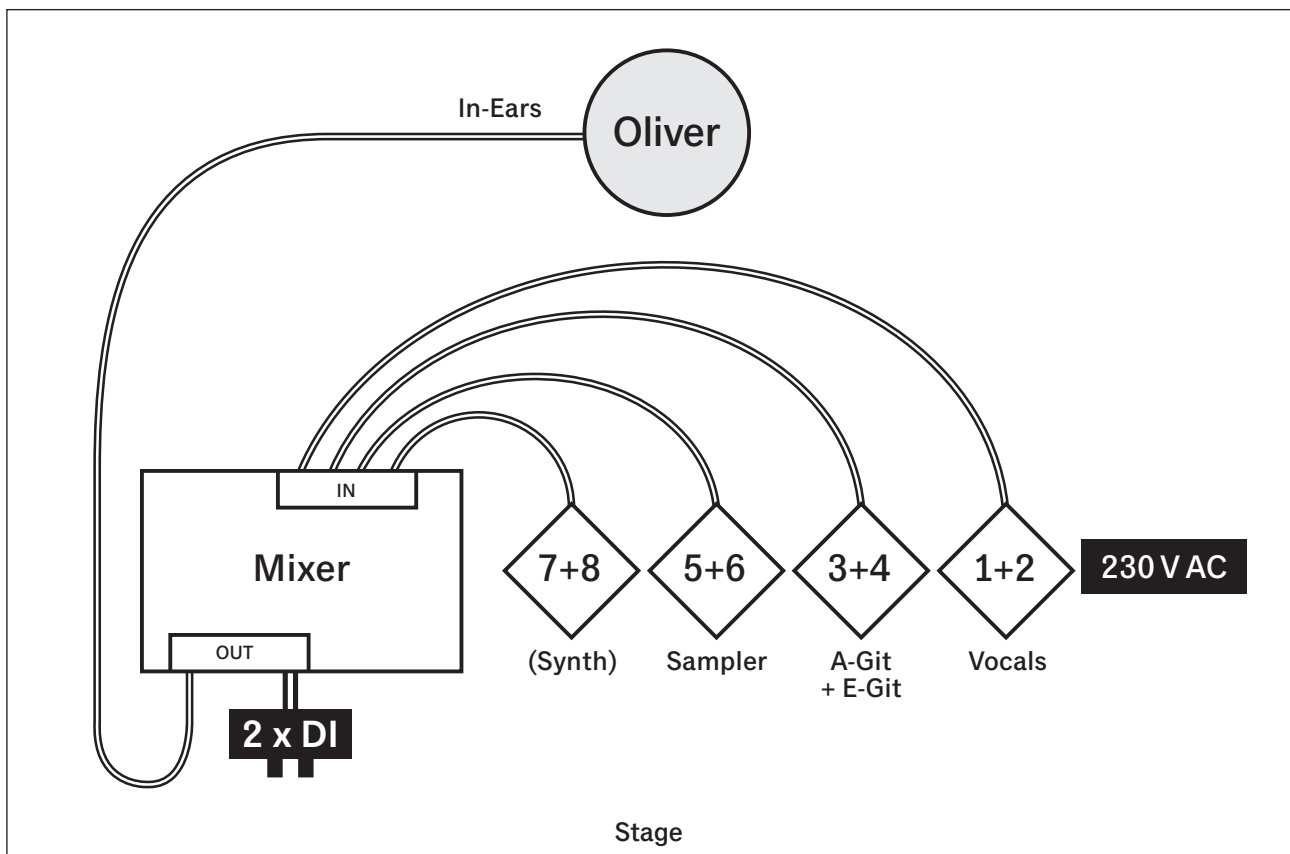 In-Ears
Oliver
IN
Mixer
OUT
2 x DI
7+8
(Synth)
5+6
Sampler
3+4
A-Git
+ E-Git
1+2
Vocals
230 V AC
Stage